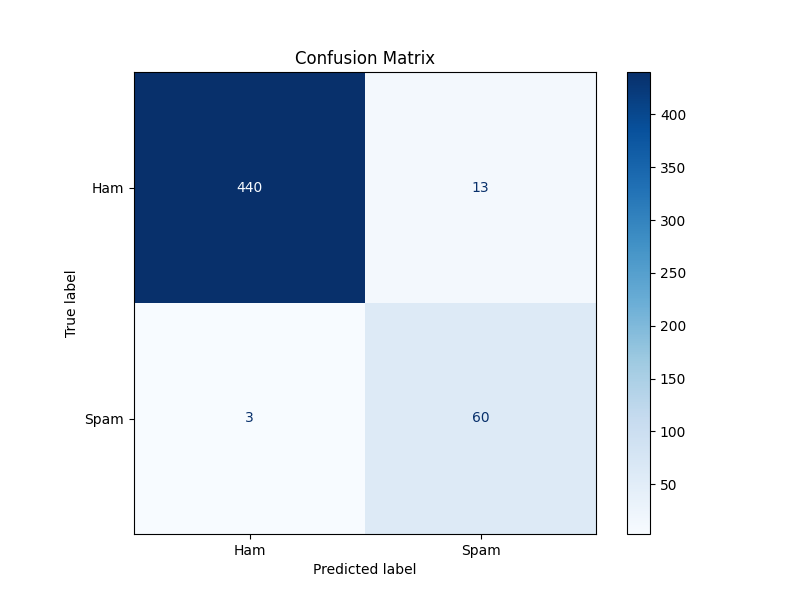 Confusion Matrix
True label
Ham
440
13
Spam
3
60
Ham
Spam
Predicted label
400
350
300
250
200
150
100
50